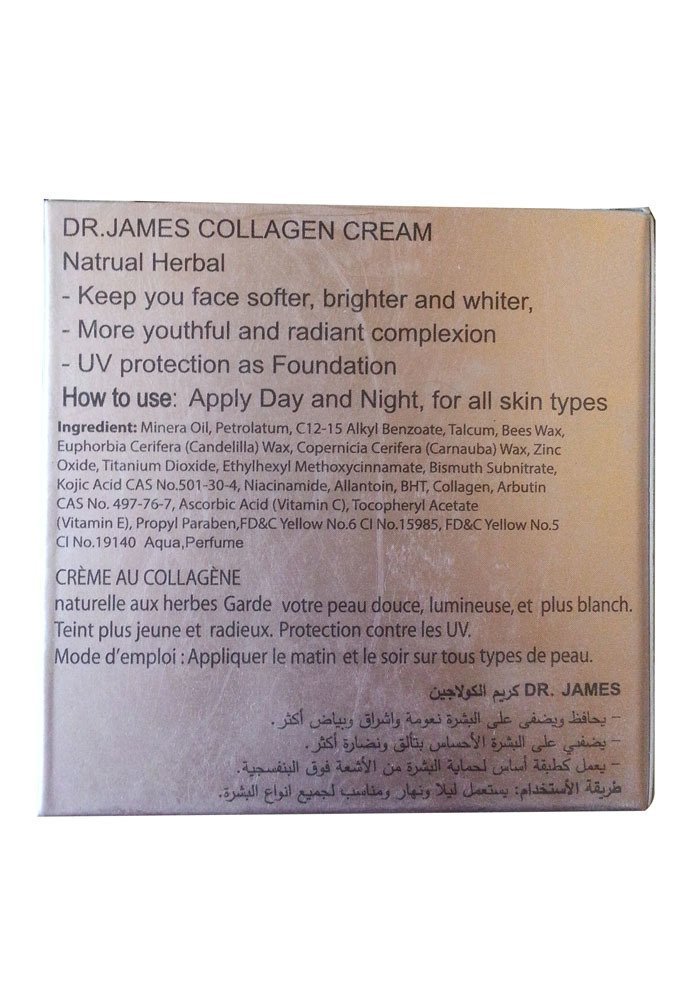 DR.JAMES COLLAGEN CREAM
Natrual Herbal
- Keep you face softer, brighter and whiter,
- More youthful and radiant complexion
- UV protection as Foundation
How to use: Apply Day and Night, for all skin types
Ingredient: Minera Oil, Petrolatum, C12-15 Alkyl Benzoate, Talcum, Bees Wax,
Euphorbia Cerifera (Candelilla) Wax, Copernicia Cerifera (Carnauba) Wax, Zinc
Oxide, Titanium Dioxide, Ethylhexyl Methoxycinnamate, Bismuth Subnitrate,
Kojic Acid CAS No.501-30-4, Niacinamide, Allantoin, BHT, Collagen, Arbutin
CAS No. 497-76-7, Ascorbic Acid (Vitamin C), Tocopheryl Acetate
(Vitamin E), Propyl Paraben,FD&C Yellow No.6 CI No.15985, FD&C Yellow No.5
CI No.19140 Aqua,Perfume
CRÈME AU COLLAGÈNE
naturelle aux herbes Garde votre peau douce, lumineuse, et plus blanch.
Teint plus jeune et radieux. Protection contre les UV.
Mode d'emploi : Appliquer le matin et le soir sur tous types de peau.
DR. JAMES كريم الكولاجين
- يحافظ ويضفى على البشرة نعومة واشراق وبياض أكثر.
- يضفي على البشرة الأحساس بتألق ونضارة أكثر.
- يعمل كطبقة أساس لحماية البشرة من الأشعة فوق البنفسجية.
طريقة الأستخدام: يستعمل ليلا ونهار ومناسب لجميع انواع البشرة.